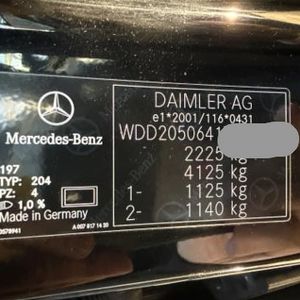 DAIMLER AG
e1*2001/116*0431
WDD2050641
Mercedes-Benz
2225 kg
4125 kg
1- 1125 kg
2- 1140 kg
197
TYP: 204
PZ: 4
1,0 %
Made in Germany
A 007 817 14 20